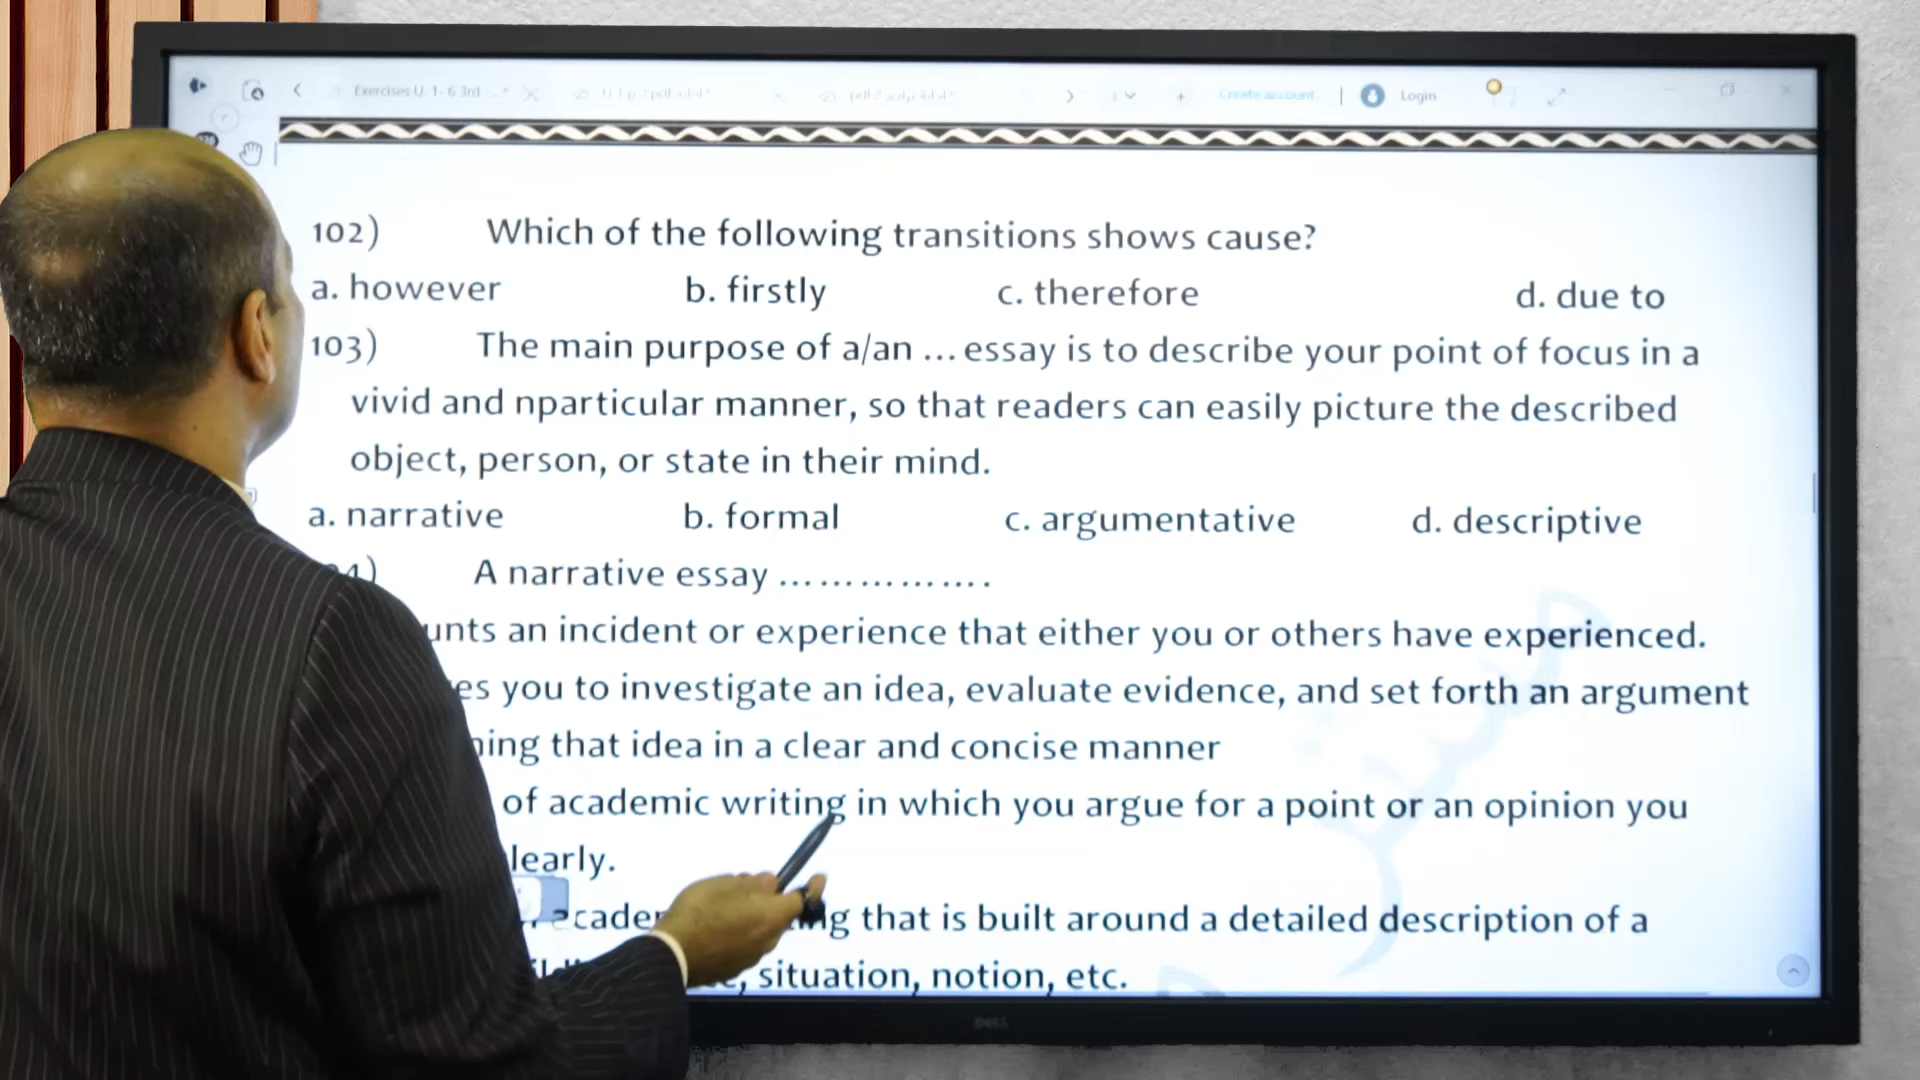 Exercises U. 1- 6 3rd
Create account
Login
102) Which of the following transitions shows cause?
a. however b. firstly c. therefore d. due to
103) The main purpose of a/an ... essay is to describe your point of focus in a
vivid and nparticular manner, so that readers can easily picture the described
object, person, or state in their mind.
a. narrative b. formal c. argumentative d. descriptive
4) A narrative essay .................
unts an incident or experience that either you or others have experienced.
es you to investigate an idea, evaluate evidence, and set forth an argument
ning that idea in a clear and concise manner
of academic writing in which you argue for a point or an opinion you
learly.
that is built around a detailed description of a
, situation, notion, etc.
DELL